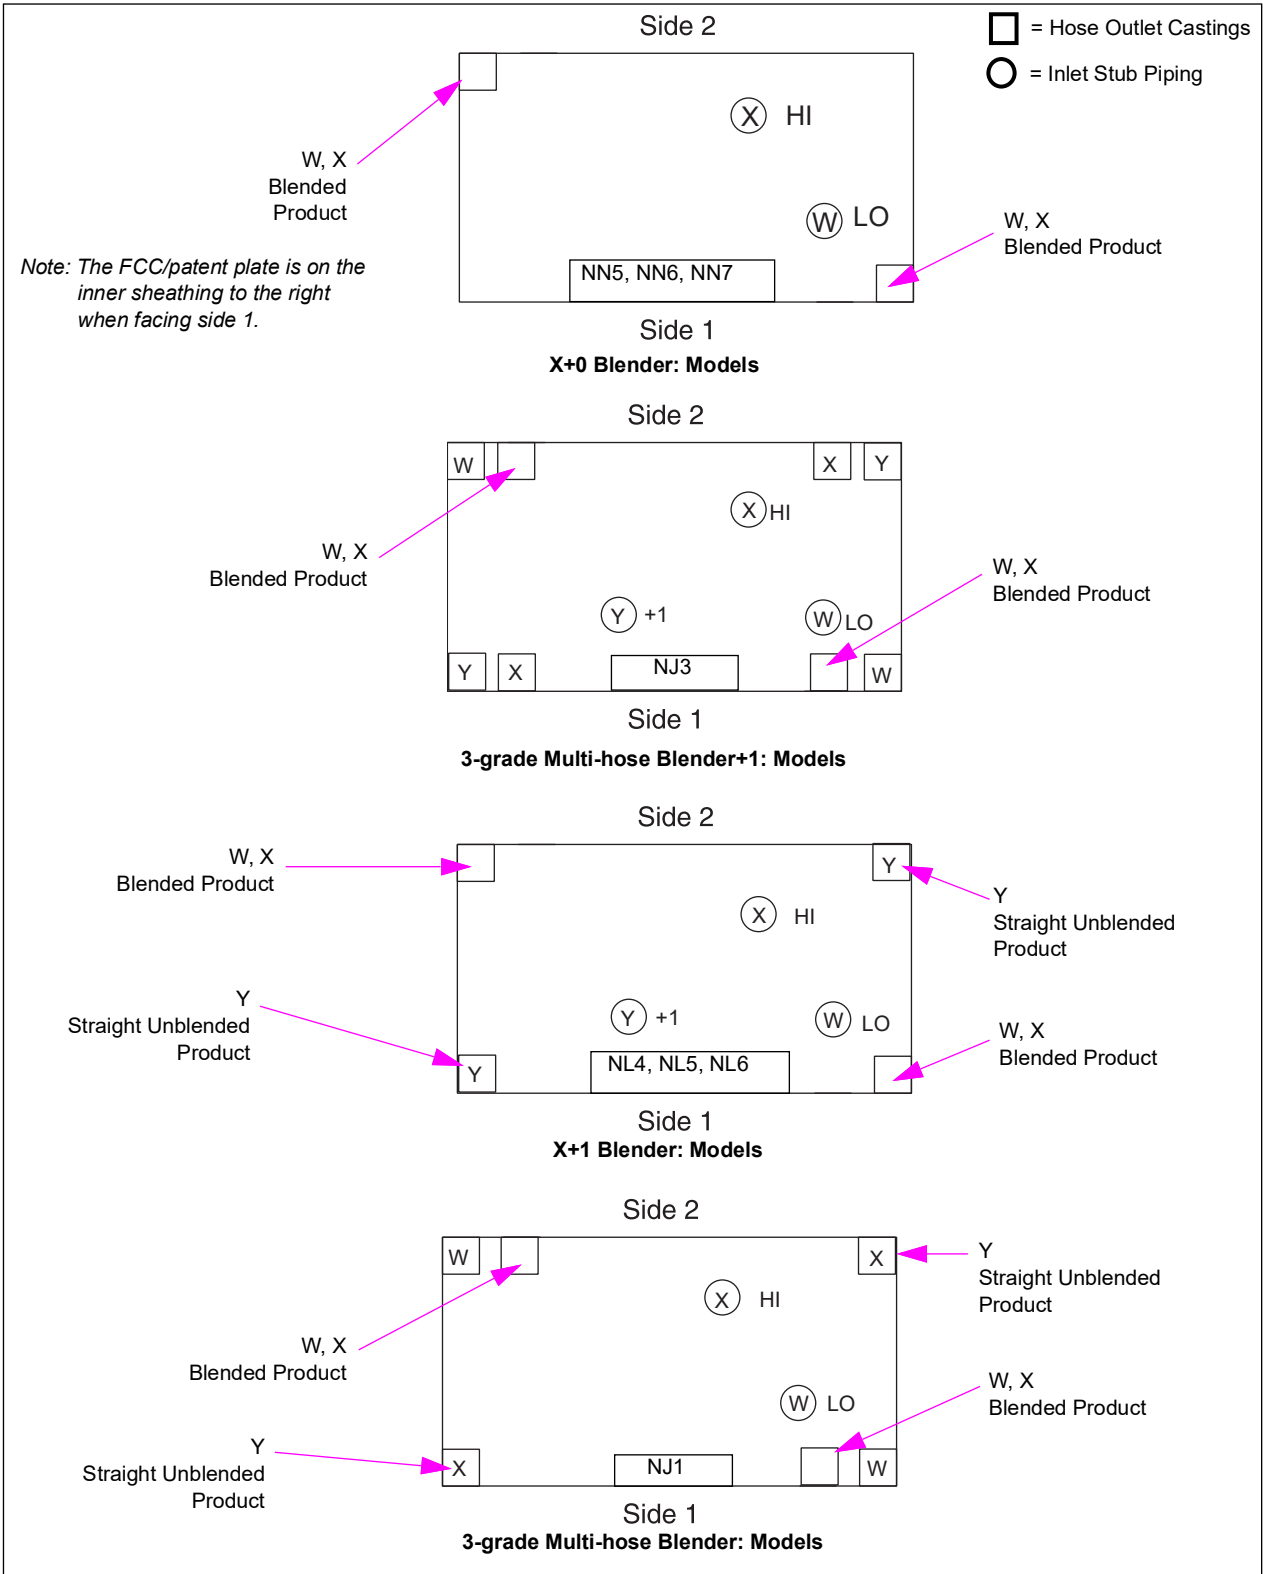 Side 2
= Hose Outlet Castings
= Inlet Stub Piping
X HI
W, X
Blended
Product
W LO
W, X
Blended Product
Note: The FCC/patent plate is on the
inner sheathing to the right
when facing side 1.
NN5, NN6, NN7
Side 1
X+0 Blender: Models
Side 2
W
X
Y
X HI
W, X
Blended Product
W, X
Blended Product
Y +1
W LO
Y
X
NJ3
W
Side 1
3-grade Multi-hose Blender+1: Models
Side 2
W, X
Blended Product
Y
Y
Straight Unblended
Product
X HI
Y
Straight Unblended
Product
Y +1
W LO
W, X
Blended Product
Y
NL4, NL5, NL6
Side 1
X+1 Blender: Models
Side 2
W
X
Y
Straight Unblended
Product
X HI
W, X
Blended Product
W LO
W, X
Blended Product
Y
Straight Unblended
Product
X
NJ1
W
Side 1
3-grade Multi-hose Blender: Models